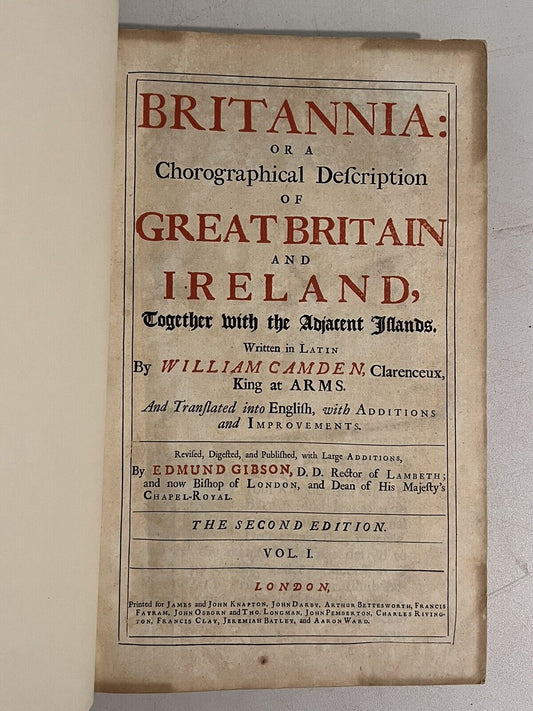 BRITANNIA:
OR A
Chorographical Deſcription
OF
GREAT BRITAIN
AND
IRELAND,
Together with the Adjacent Iſlands.
Written in LATIN
By WILLIAM CAMDEN, Clarenceux,
King at ARMS.
And Tranſlated into Engliſh, with ADDITIONS
and IMPROVEMENTS.
Revised, Digeſted, and Publiſhed, with Large ADDITIONS,
By EDMUND GIBSON, D. D. Rector of LAMBETH;
and now Biſhop of LONDON, and Dean of His Majeſty's
CHAPEL-ROYAL.
THE SECOND EDITION.
VOL. I.
LONDON,
Printed for JAMES and JOHN KNAPTON, JOHN DARBY, ARTHUR BETTESWORTH, FRANCIS
FAYRAM, JOHN OSBORN and THO. LONGMAN, JOHN PEMBERTON, CHARLES RIVING-
TON, FRANCIS CLAY, JEREMIAH BATLEY, and AARON WARD.